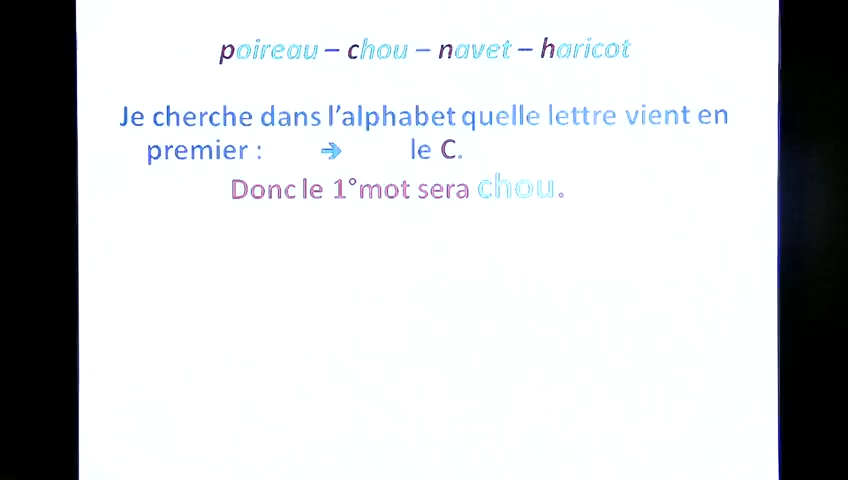 poireau – chou – navet – haricot
Je cherche dans l'alphabet quelle lettre vient en
premier : ➔ le C.
Donc le 1°mot sera chou.